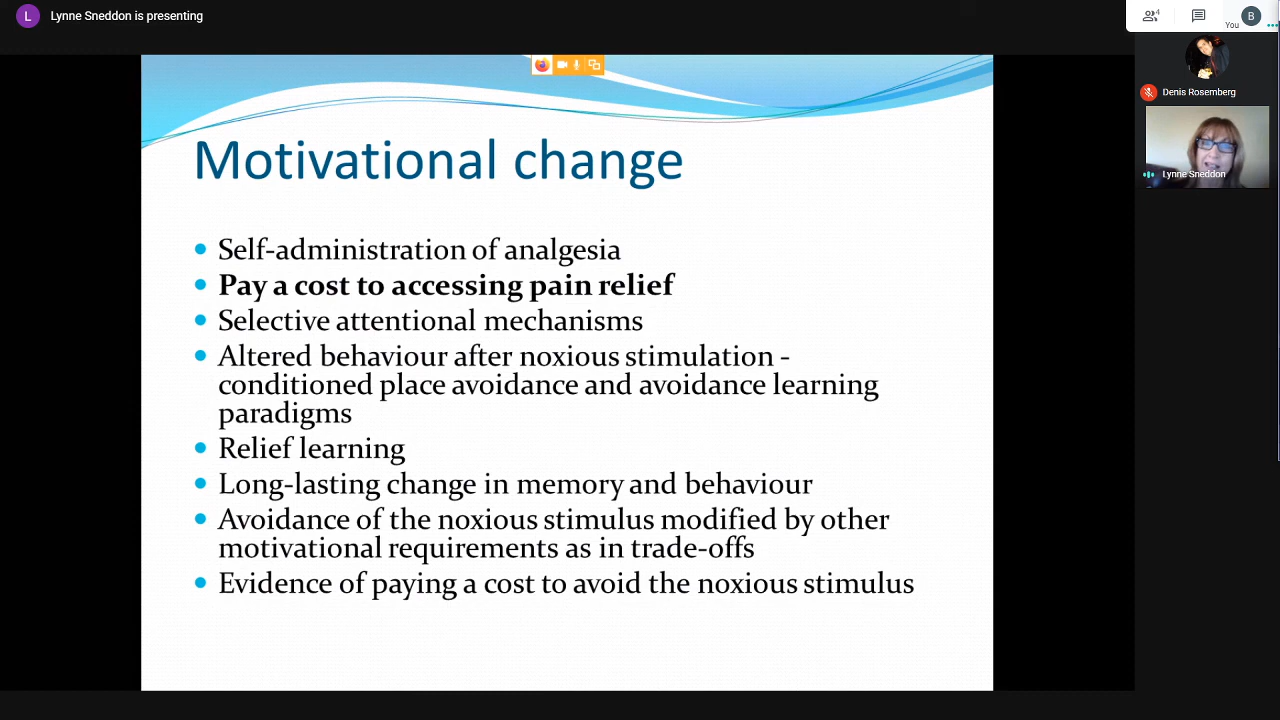 L
Lynne Sneddon is presenting
4
You
B
Denis Rosemberg
Lynne Sneddon
Motivational change
• Self-administration of analgesia
• Pay a cost to accessing pain relief
• Selective attentional mechanisms
• Altered behaviour after noxious stimulation -
conditioned place avoidance and avoidance learning
paradigms
• Relief learning
• Long-lasting change in memory and behaviour
• Avoidance of the noxious stimulus modified by other
motivational requirements as in trade-offs
• Evidence of paying a cost to avoid the noxious stimulus